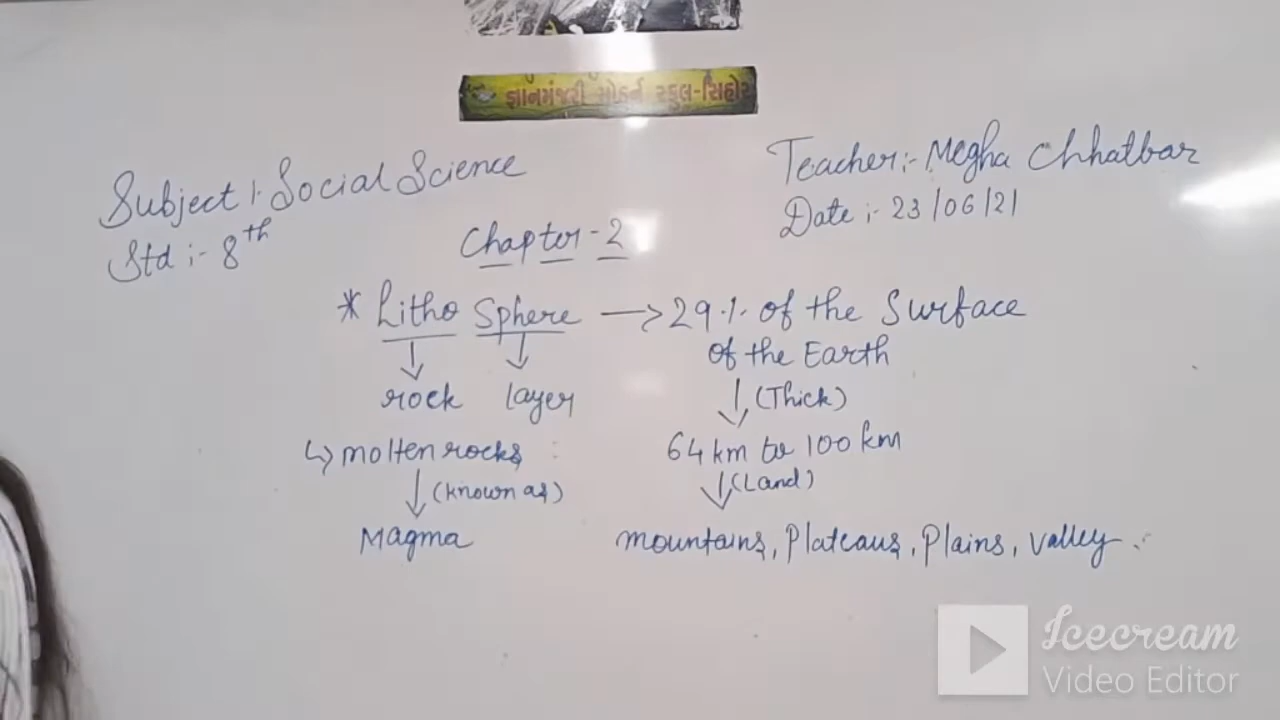 જ્ઞાનમંજરી મોડર્ન સ્કુલ-સિહોર
Subject :- Social Science
Std :- 8th
Teacher :- Megha Chhatbar
Date :- 23/06/21
Chapter-2
* Litho Sphere → 29% of the Surface
of the Earth
↓ ↓
rock layer
↓ (Thick)
64 km to 100 km
↳ molten rocks
↓ (known as)
Magma
↓ (Land)
mountains, Plateaus, Plains, valley.
Icecream
Video Editor